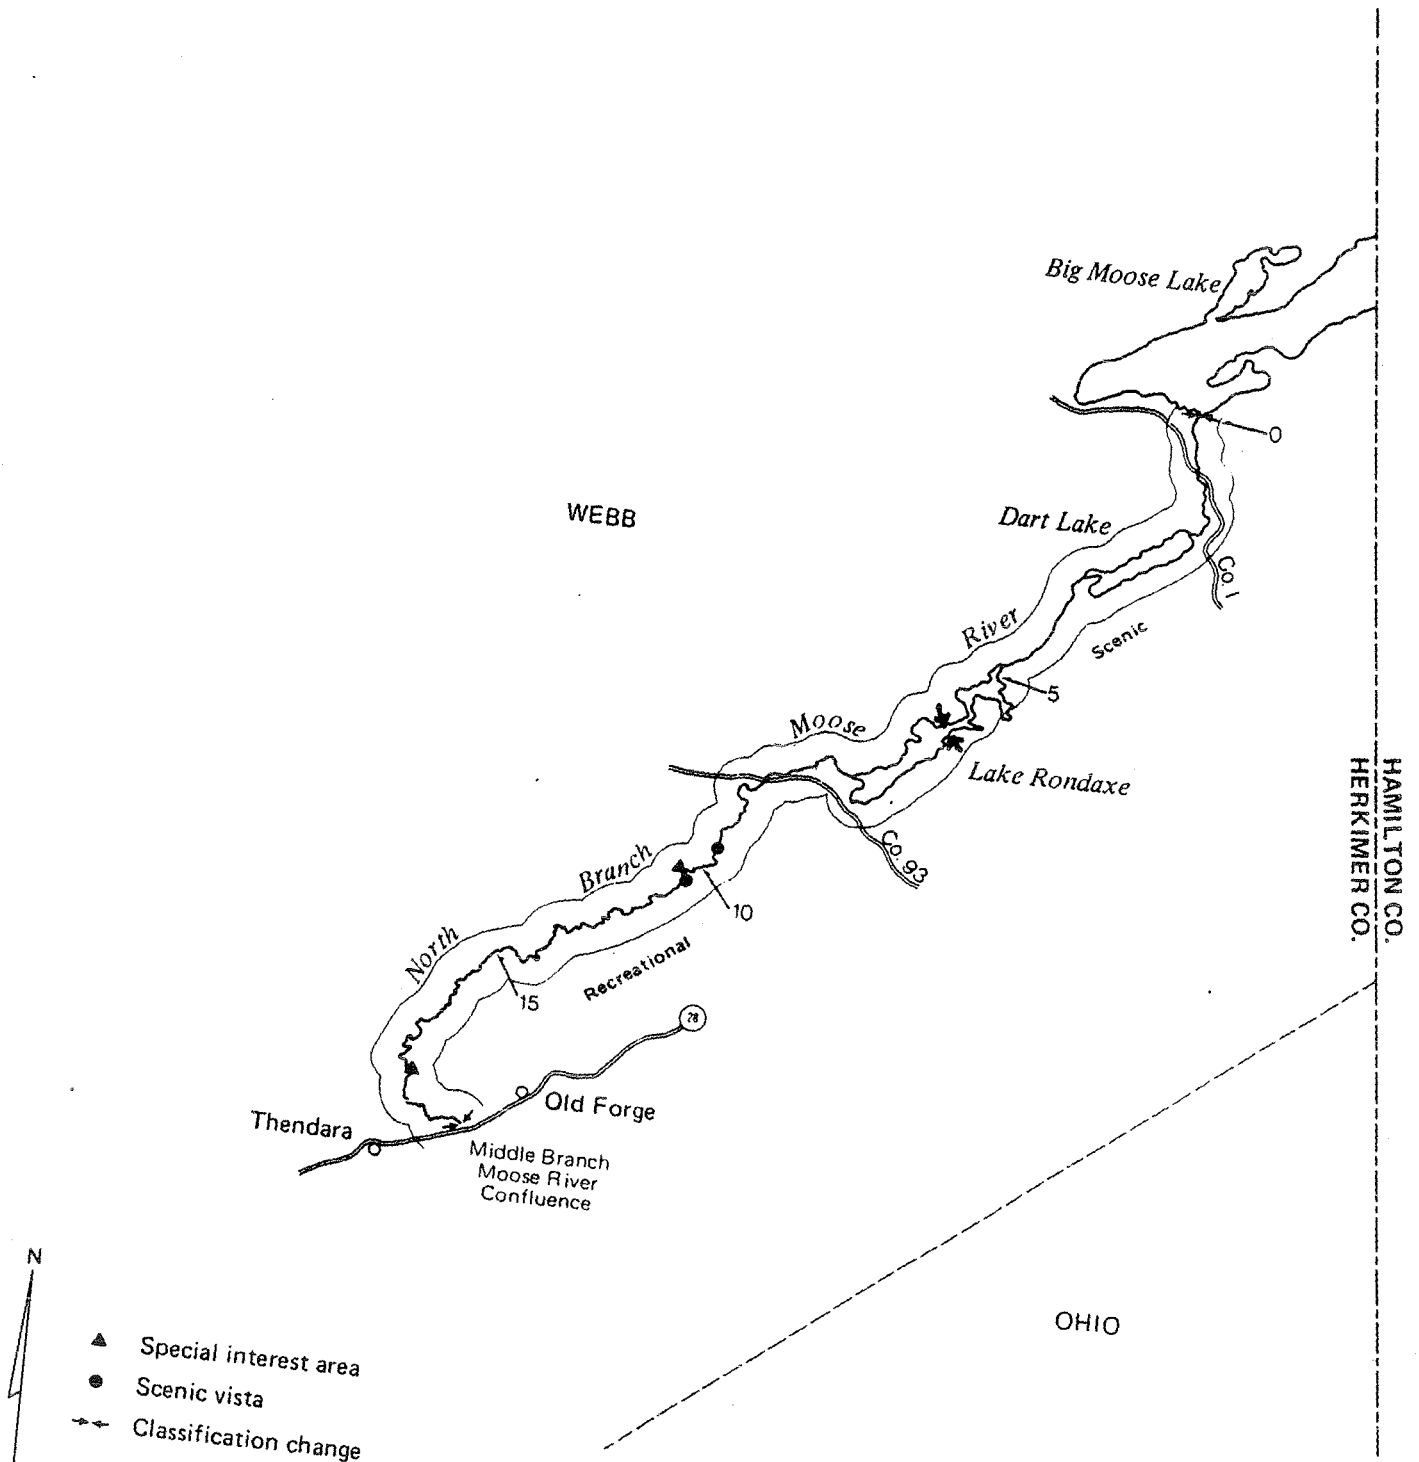 Big Moose Lake
0
WEBB
Dart Lake
Co. 1
River
Scenic
5
Moose
Lake Rondaxe
HAMILTON CO.
HERKIMER CO.
Co. 93
Branch
10
North
Recreational
15
28
Old Forge
Thendara
Middle Branch
Moose River
Confluence
N
OHIO
Special interest area
Scenic vista
Classification change